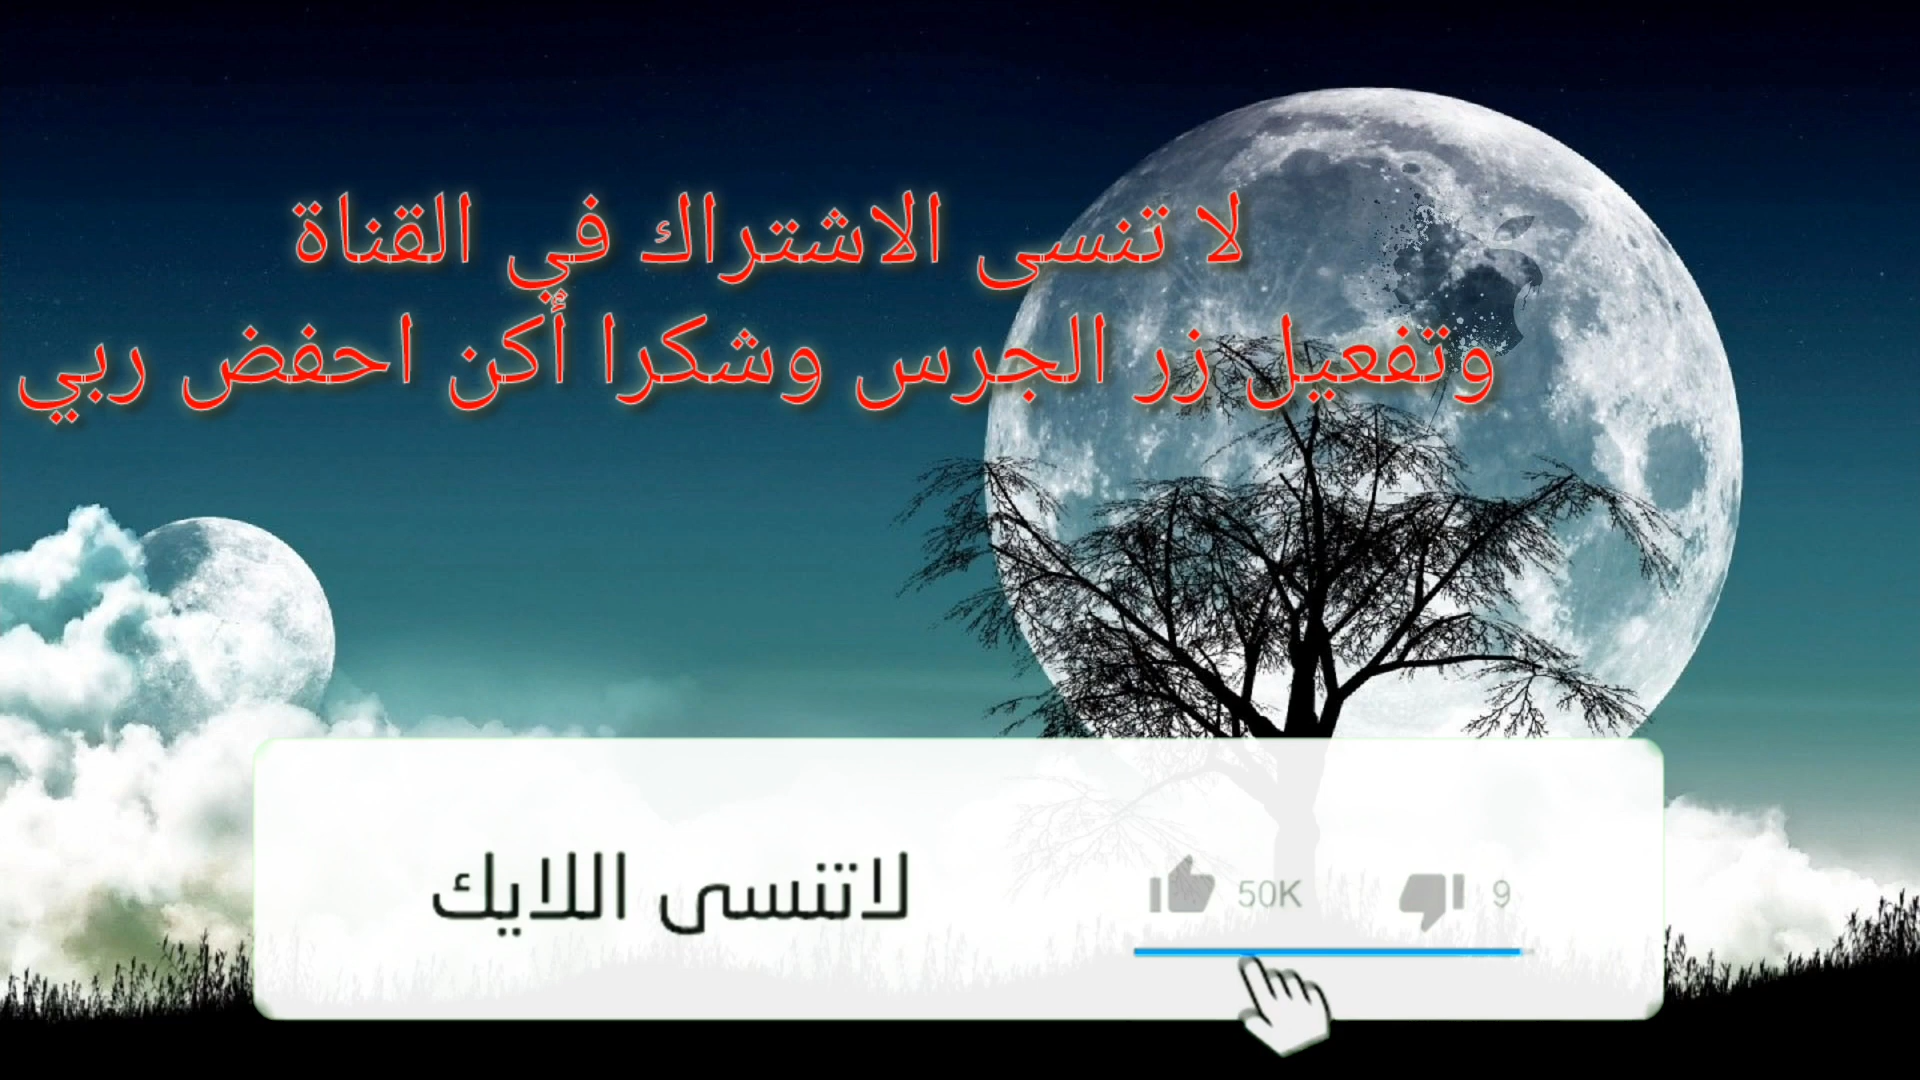 لا تنسى الاشتراك في القناة
وتفعيل زر الجرس وشكرا أكن احفض ربي
لاتنسى اللايك
50K 9